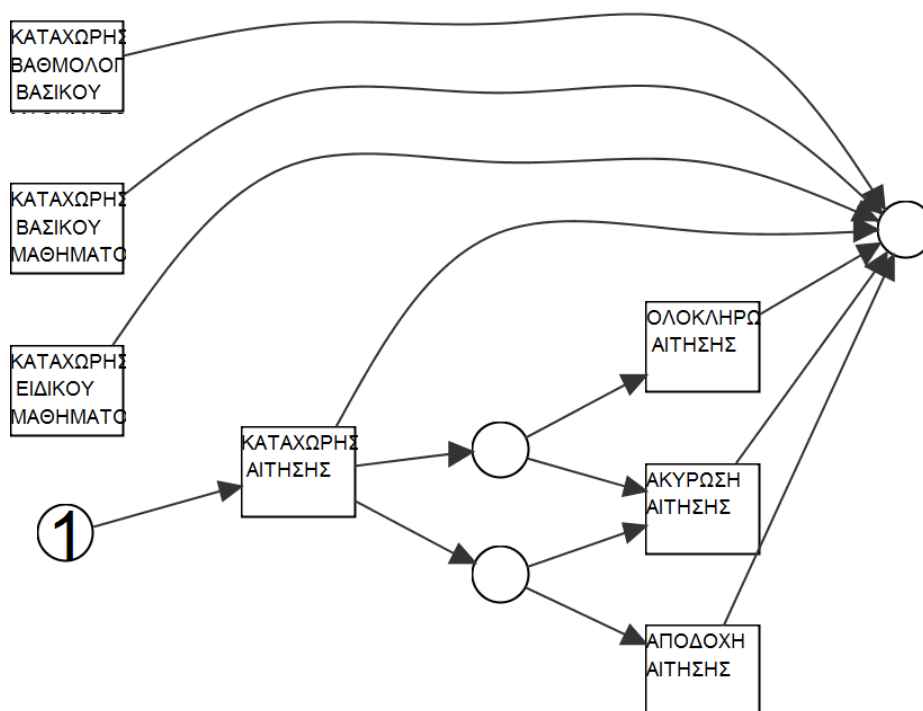 ΚΑΤΑΧΩΡΗΣ
ΒΑΘΜΟΛΟΓ
ΒΑΣΙΚΟΥ
ΚΑΤΑΧΩΡΗΣ
ΒΑΣΙΚΟΥ
ΜΑΘΗΜΑΤΟ
ΚΑΤΑΧΩΡΗΣ
ΕΙΔΙΚΟΥ
ΜΑΘΗΜΑΤΟ
1
ΚΑΤΑΧΩΡΗΣ
ΑΙΤΗΣΗΣ
ΟΛΟΚΛΗΡΩ
ΑΙΤΗΣΗΣ
ΑΚΥΡΩΣΗ
ΑΙΤΗΣΗΣ
ΑΠΟΔΟΧΗ
ΑΙΤΗΣΗΣ